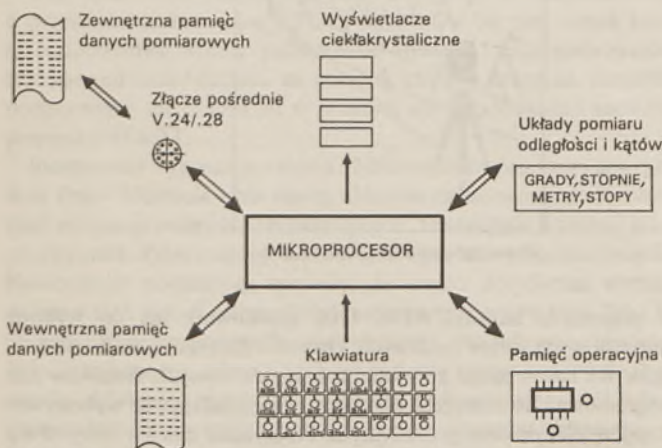 Zewnętrzna pamięć
danych pomiarowych
Wyświetlacze
ciekłakrystaliczne
Złącze pośrednie
V.24/.28
Układy pomiaru
odległości i kątów
GRADY, STOPNIE,
METRY, STOPY
MIKROPROCESOR
Wewnętrzna pamięć
danych pomiarowych
Klawiatura
Pamięć operacyjna